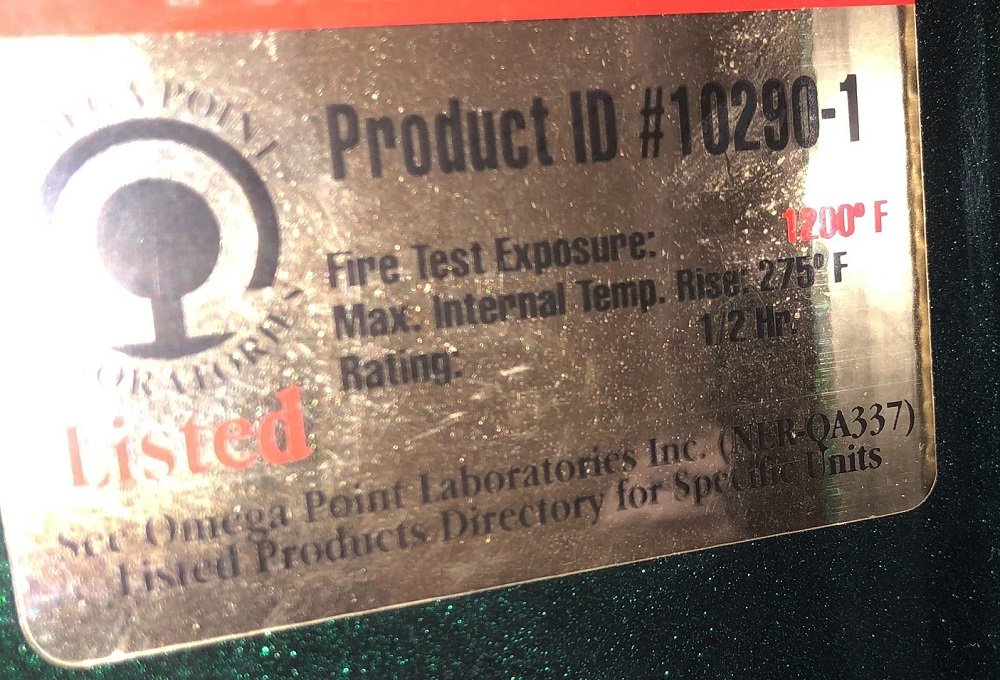 POINT
Product ID #10290-1
Fire Test Exposure: 1200° F
Max. Internal Temp. Rise: 275° F
Rating: 1/2 Hr.
Listed
See Omega Point Laboratories Inc. (NER-QA337)
Listed Products Directory for Specific Units